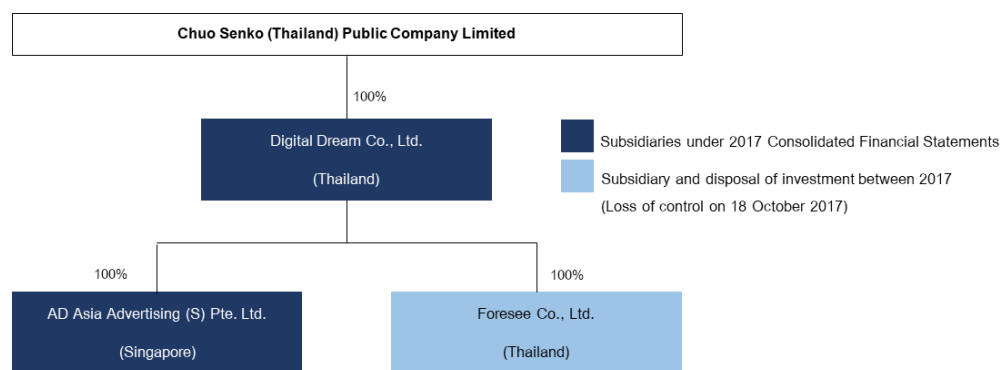 Chuo Senko (Thailand) Public Company Limited
100%
Digital Dream Co., Ltd.
(Thailand)
Subsidiaries under 2017 Consolidated Financial Statements
Subsidiary and disposal of investment between 2017
(Loss of control on 18 October 2017)
100%
100%
AD Asia Advertising (S) Pte. Ltd.
(Singapore)
Foresee Co., Ltd.
(Thailand)